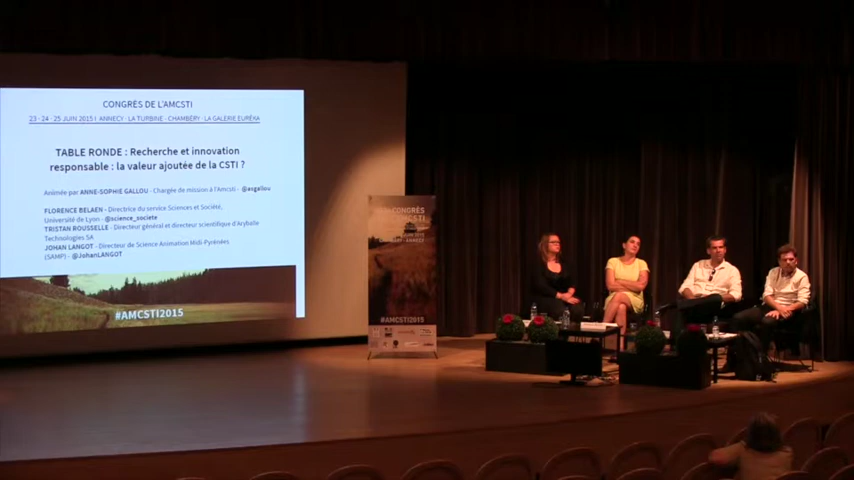 CONGRÈS DE L'AMCSTI
23 - 24 - 25 JUIN 2015 I ANNECY - LA TURBINE - CHAMBÉRY - LA GALERIE EURÊKA
TABLE RONDE : Recherche et innovation
responsable : la valeur ajoutée de la CSTI ?
Animée par ANNE-SOPHIE GALLOU - Chargée de mission à l'Amcsti - @asgallou
FLORENCE BELAËN - Directrice du service Sciences et Société,
Université de Lyon - @science_societe
TRISTAN ROUSSELLE - Directeur général et directeur scientifique d'Aryballe
Technologies SA
JOHAN LANGOT - Directeur de Science Animation Midi-Pyrénées
(SAMP) - @JohanLANGOT
#AMCSTI2015
CONGRÈS
AMCSTI
#AMCSTI2015